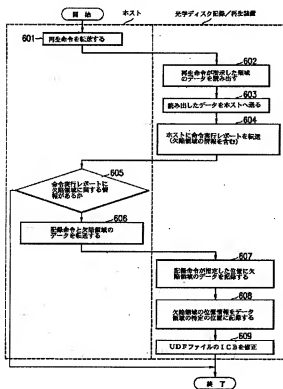 開始
ホスト
光学ディスク記録/再生装置
601
再生命令を転送する
602
再生命令が指示した領域
のデータを読み出す
603
読み出したデータをホストへ送る
604
ホストに命令実行レポートを転送
(欠陥領域の情報を含む)
605
命令実行レポートに
欠陥領域に関する情
報があるか
606
記録命令と欠陥領域の
データを転送する
607
記録命令が指定した位置に欠
陥領域のデータを記録する
608
欠陥領域の位置情報をデータ
領域の特定の位置に記録する
609
UDFファイルのICBを修正
終了